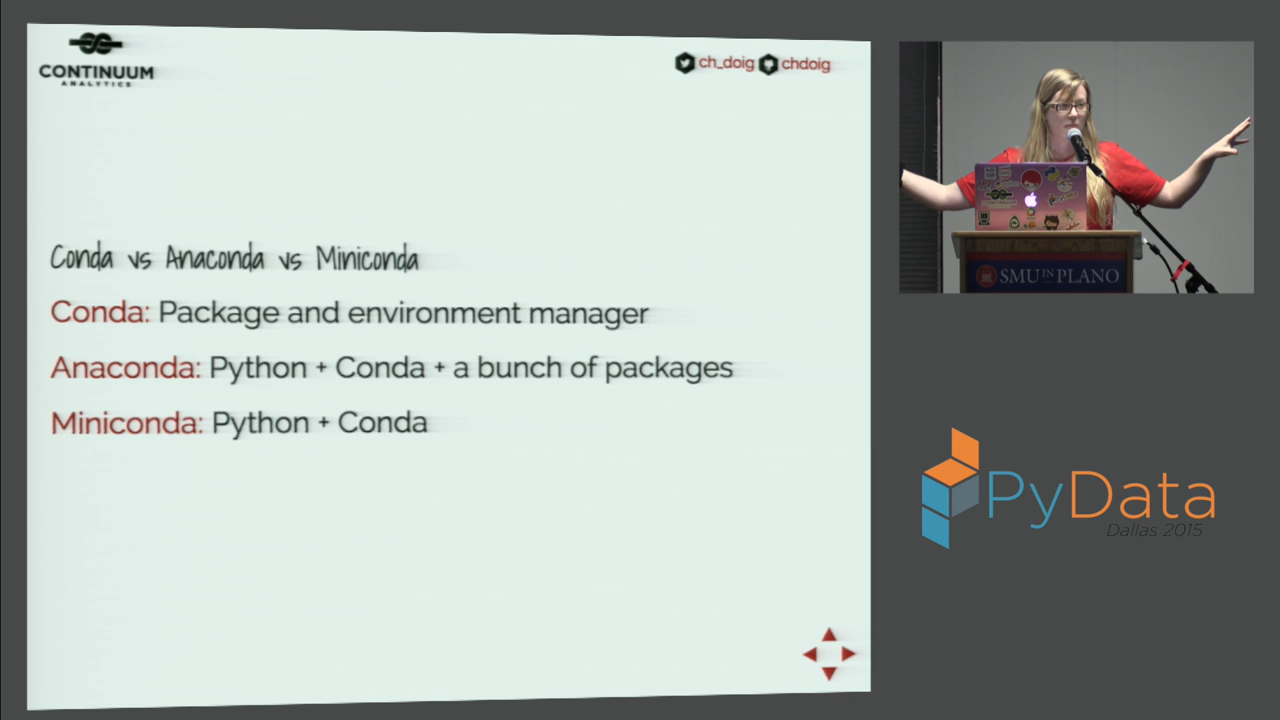 CONTINUUM
ANALYTICS
ch_doig chdoig
Conda vs Anaconda vs Miniconda
Conda: Package and environment manager
Anaconda: Python + Conda + a bunch of packages
Miniconda: Python + Conda
SMU IN PLANO
PyData
Dallas 2015